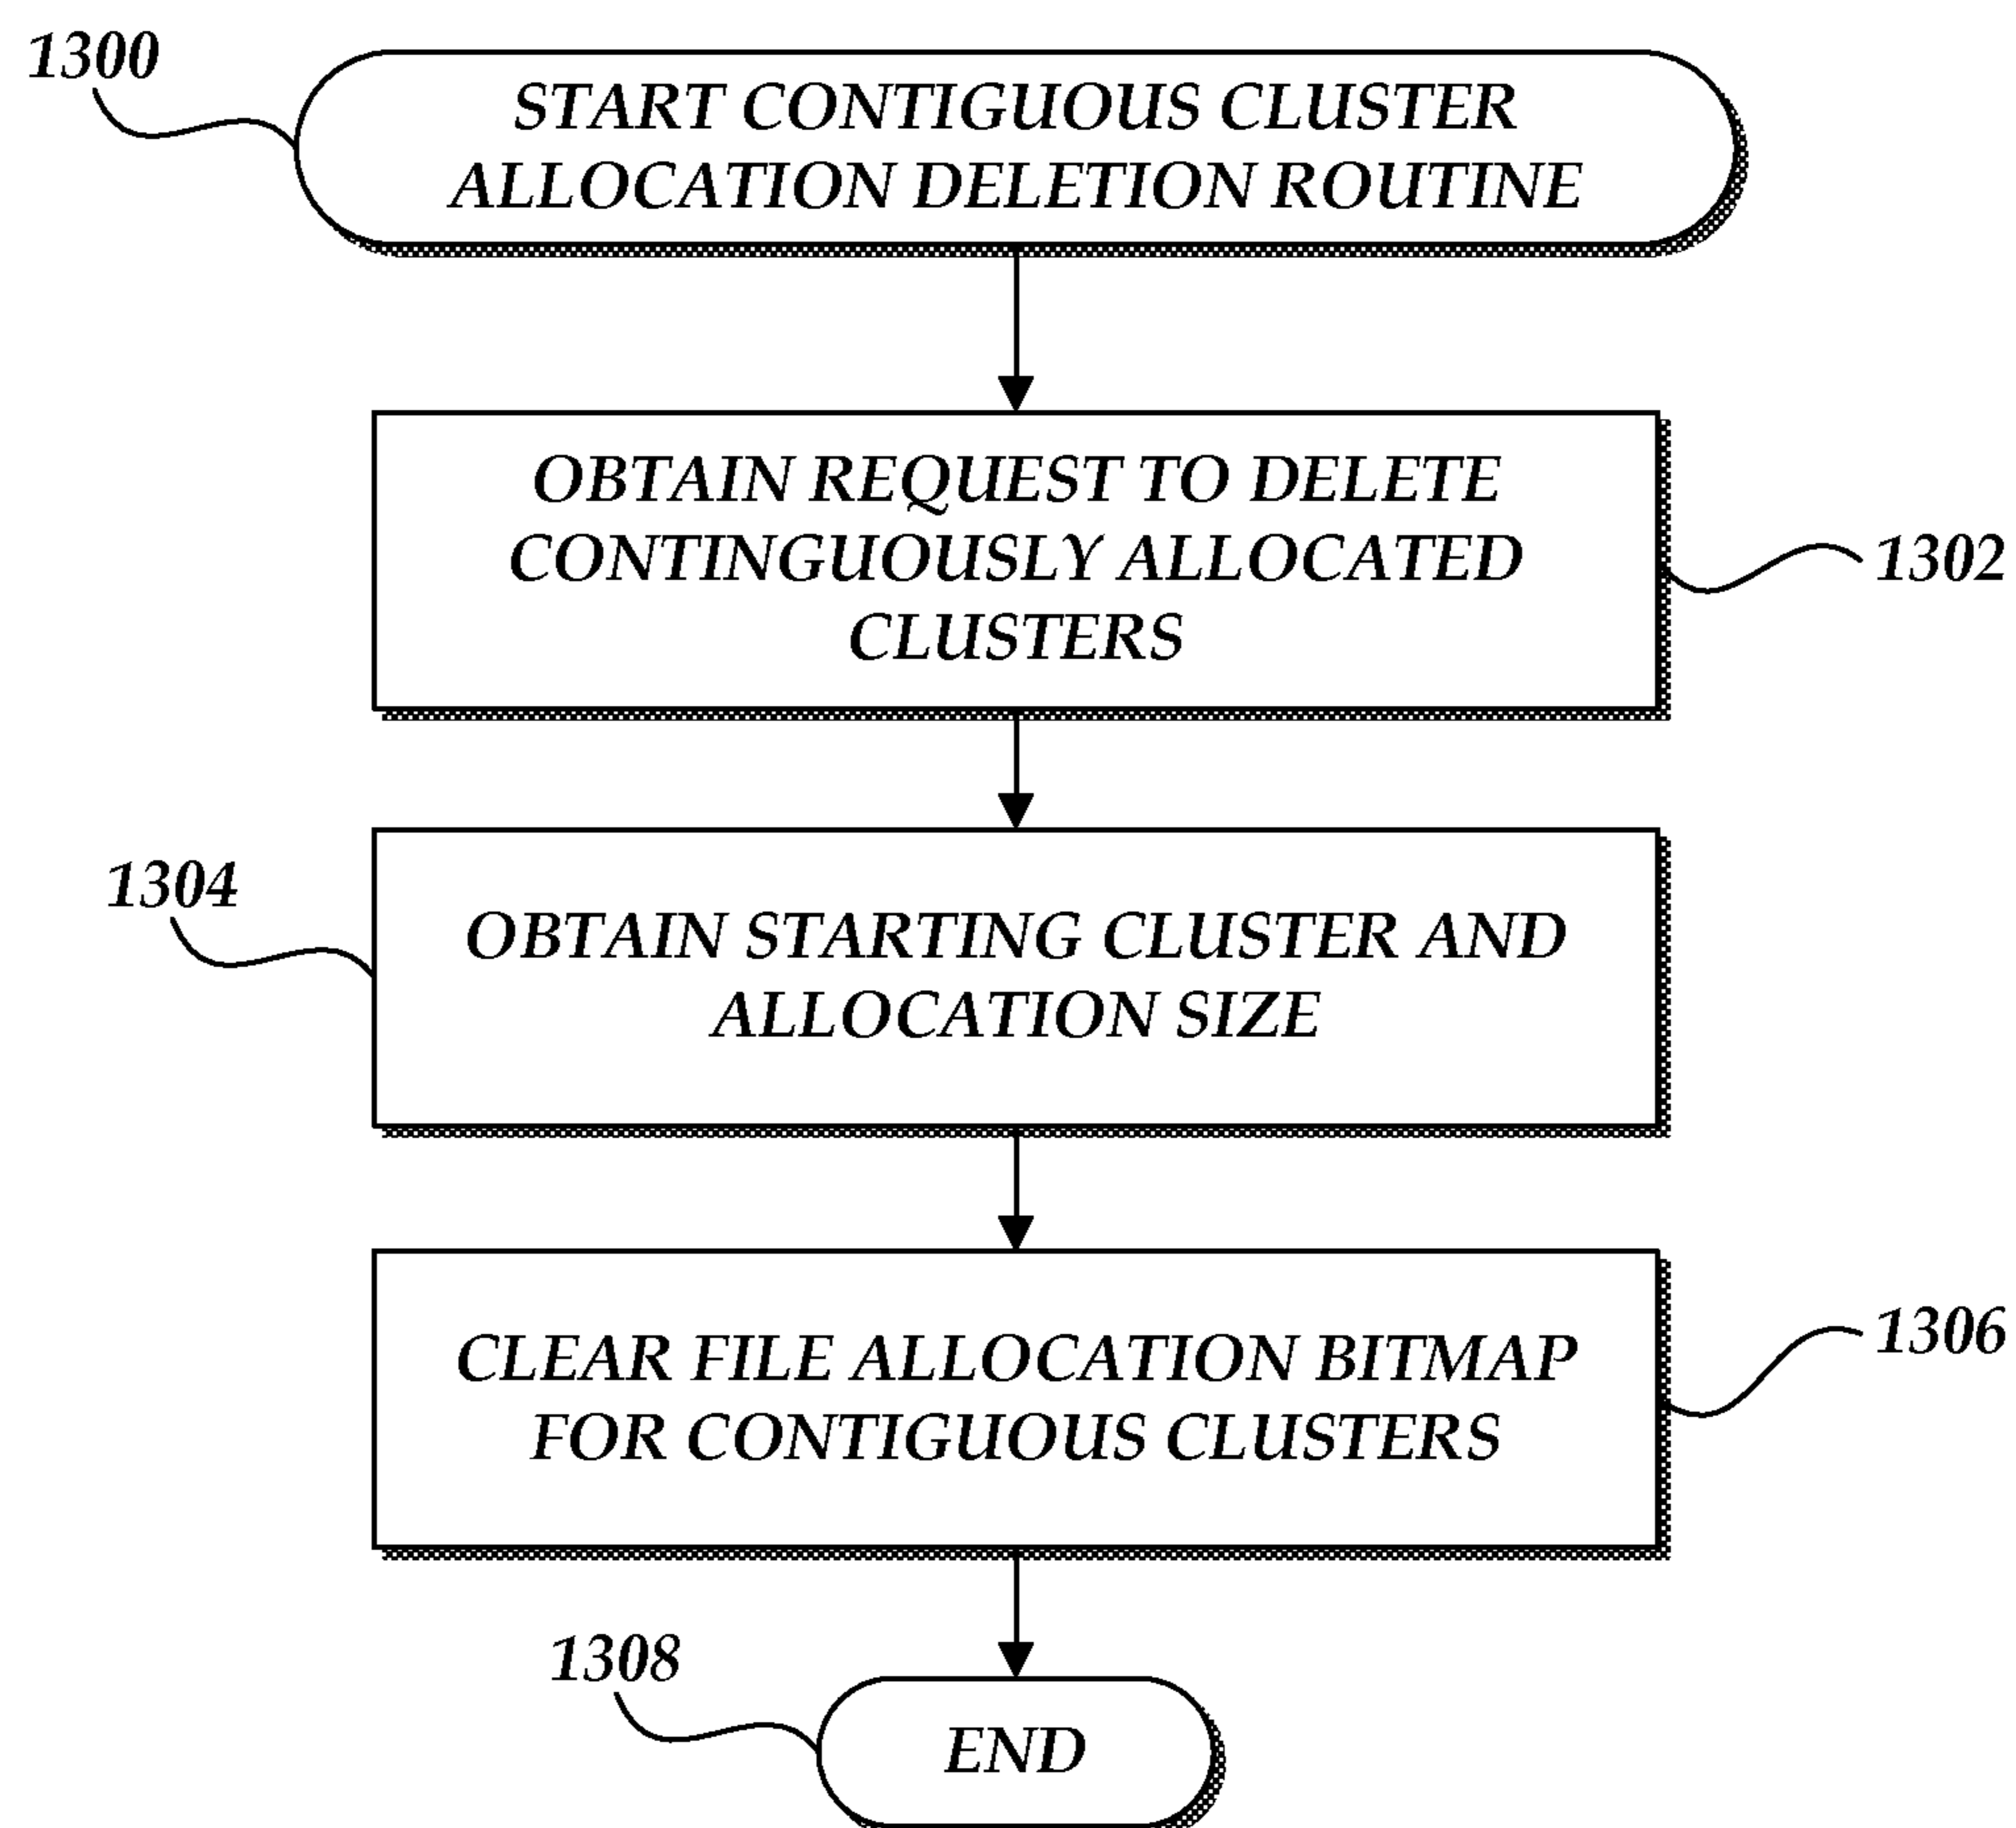 1300
START CONTIGUOUS CLUSTER
ALLOCATION DELETION ROUTINE
OBTAIN REQUEST TO DELETE
CONTINGUOUSLY ALLOCATED
CLUSTERS
1302
1304
OBTAIN STARTING CLUSTER AND
ALLOCATION SIZE
CLEAR FILE ALLOCATION BITMAP
FOR CONTIGUOUS CLUSTERS
1306
1308
END